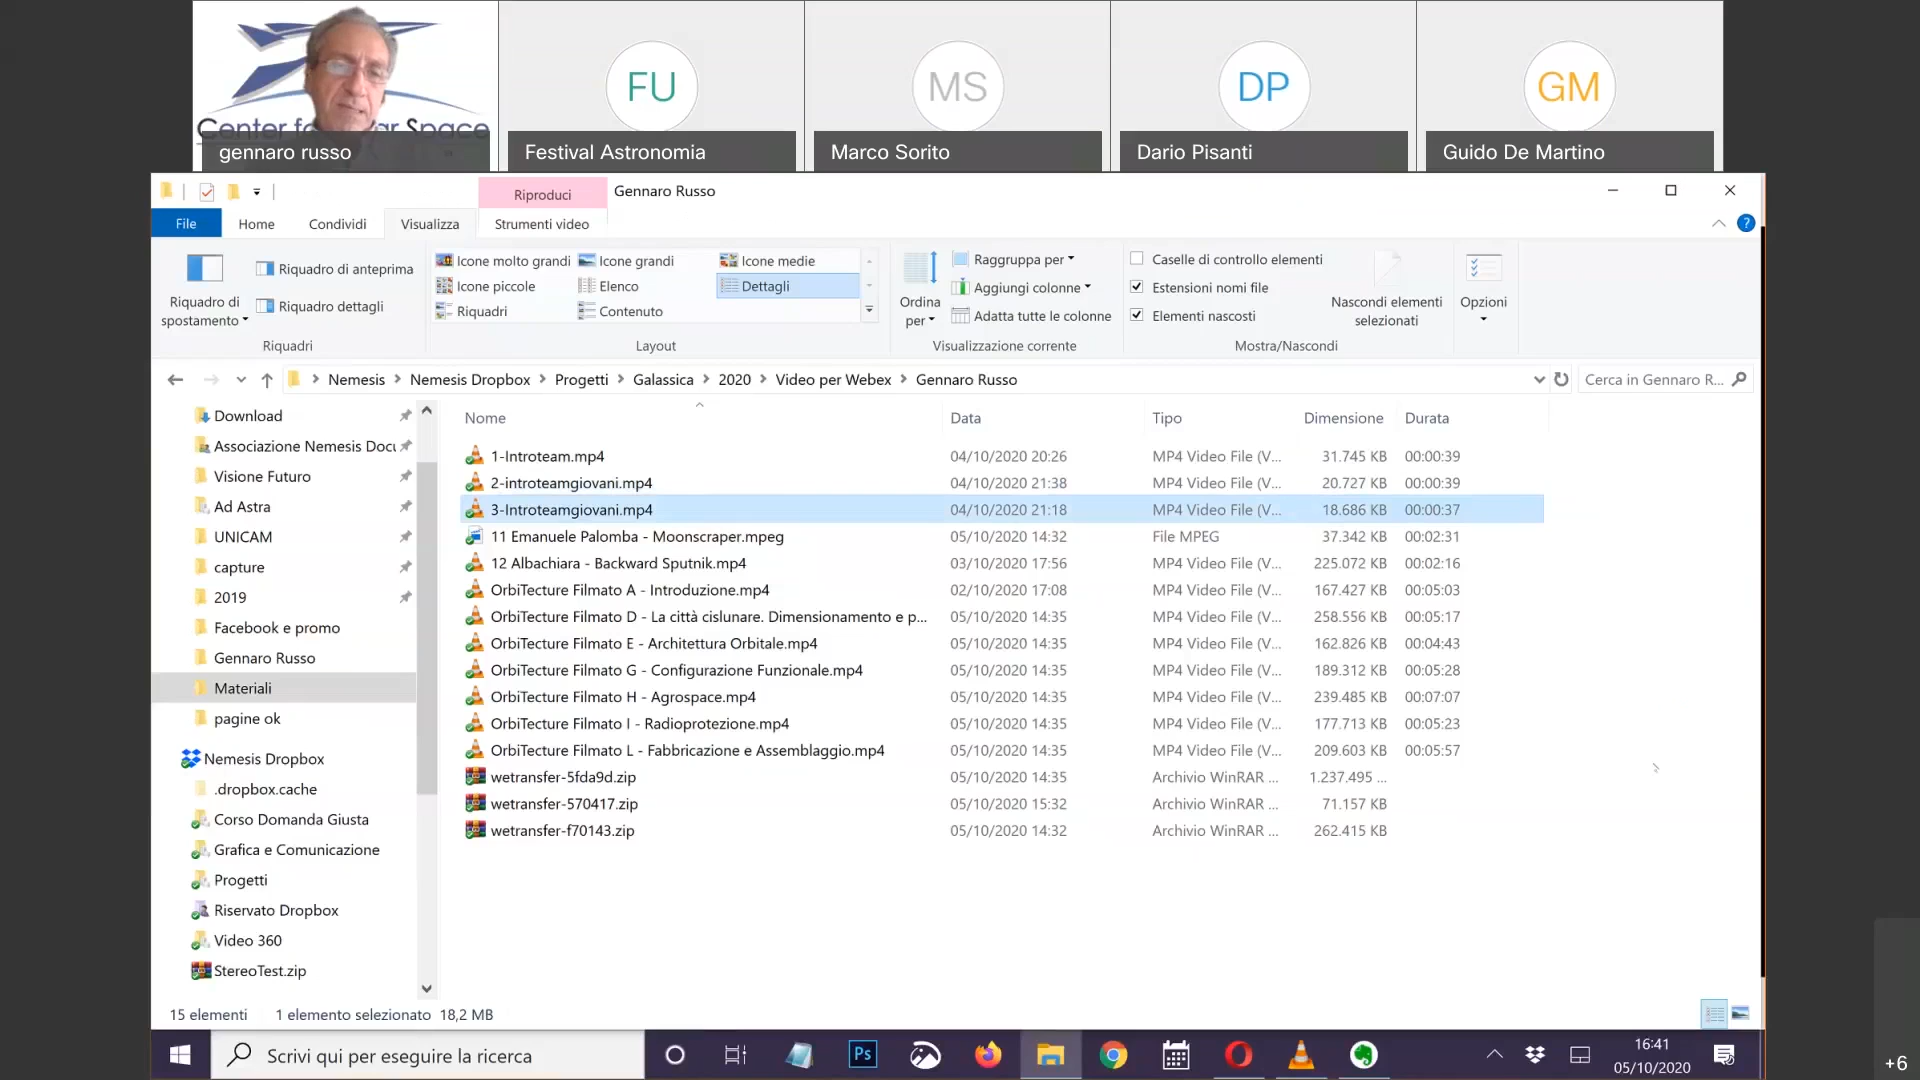 FU
MS
DP
GM
gennaro russo
Festival Astronomia
Marco Sorito
Dario Pisanti
Guido De Martino
Riproduci
Gennaro Russo
File
Home
Condividi
Visualizza
Strumenti video
Riquadro di spostamento
Riquadro di anteprima
Riquadro dettagli
Riquadri
Icone molto grandi
Icone grandi
Icone medie
Icone piccole
Elenco
Dettagli
Riquadri
Contenuto
Layout
Ordina per
Raggruppa per
Aggiungi colonne
Adatta tutte le colonne
Visualizzazione corrente
Caselle di controllo elementi
Estensioni nomi file
Elementi nascosti
Nascondi elementi selezionati
Mostra/Nascondi
Opzioni
Nemesis > Nemesis Dropbox > Progetti > Galassica > 2020 > Video per Webex > Gennaro Russo
Cerca in Gennaro R...
Download
Associazione Nemesis Docu
Visione Futuro
Ad Astra
UNICAM
capture
2019
Facebook e promo
Gennaro Russo
Materiali
pagine ok
Nemesis Dropbox
.dropbox.cache
Corso Domanda Giusta
Grafica e Comunicazione
Progetti
Riservato Dropbox
Video 360
StereoTest.zip
Nome Data Tipo Dimensione Durata
1-Introteam.mp4 04/10/2020 20:26 MP4 Video File (V... 31.745 KB 00:00:39
2-introteamgiovani.mp4 04/10/2020 21:38 MP4 Video File (V... 20.727 KB 00:00:39
3-Introteamgiovani.mp4 04/10/2020 21:18 MP4 Video File (V... 18.686 KB 00:00:37
11 Emanuele Palomba - Moonscraper.mpeg 05/10/2020 14:32 File MPEG 37.342 KB 00:02:31
12 Albachiara - Backward Sputnik.mp4 03/10/2020 17:56 MP4 Video File (V... 225.072 KB 00:02:16
OrbiTecture Filmato A - Introduzione.mp4 02/10/2020 17:08 MP4 Video File (V... 167.427 KB 00:05:03
OrbiTecture Filmato D - La città cislunare. Dimensionamento e p... 05/10/2020 14:35 MP4 Video File (V... 258.556 KB 00:05:17
OrbiTecture Filmato E - Architettura Orbitale.mp4 05/10/2020 14:35 MP4 Video File (V... 162.826 KB 00:04:43
OrbiTecture Filmato G - Configurazione Funzionale.mp4 05/10/2020 14:35 MP4 Video File (V... 189.312 KB 00:05:28
OrbiTecture Filmato H - Agrospace.mp4 05/10/2020 14:35 MP4 Video File (V... 239.485 KB 00:07:07
OrbiTecture Filmato I - Radioprotezione.mp4 05/10/2020 14:35 MP4 Video File (V... 177.713 KB 00:05:23
OrbiTecture Filmato L - Fabbricazione e Assemblaggio.mp4 05/10/2020 14:35 MP4 Video File (V... 209.603 KB 00:05:57
wetransfer-5fda9d.zip 05/10/2020 14:35 Archivio WinRAR ... 1.237.495 ...
wetransfer-570417.zip 05/10/2020 15:32 Archivio WinRAR ... 71.157 KB
wetransfer-f70143.zip 05/10/2020 14:32 Archivio WinRAR ... 262.415 KB
15 elementi 1 elemento selezionato 18,2 MB
Scrivi qui per eseguire la ricerca
Ps
16:41
05/10/2020
+6